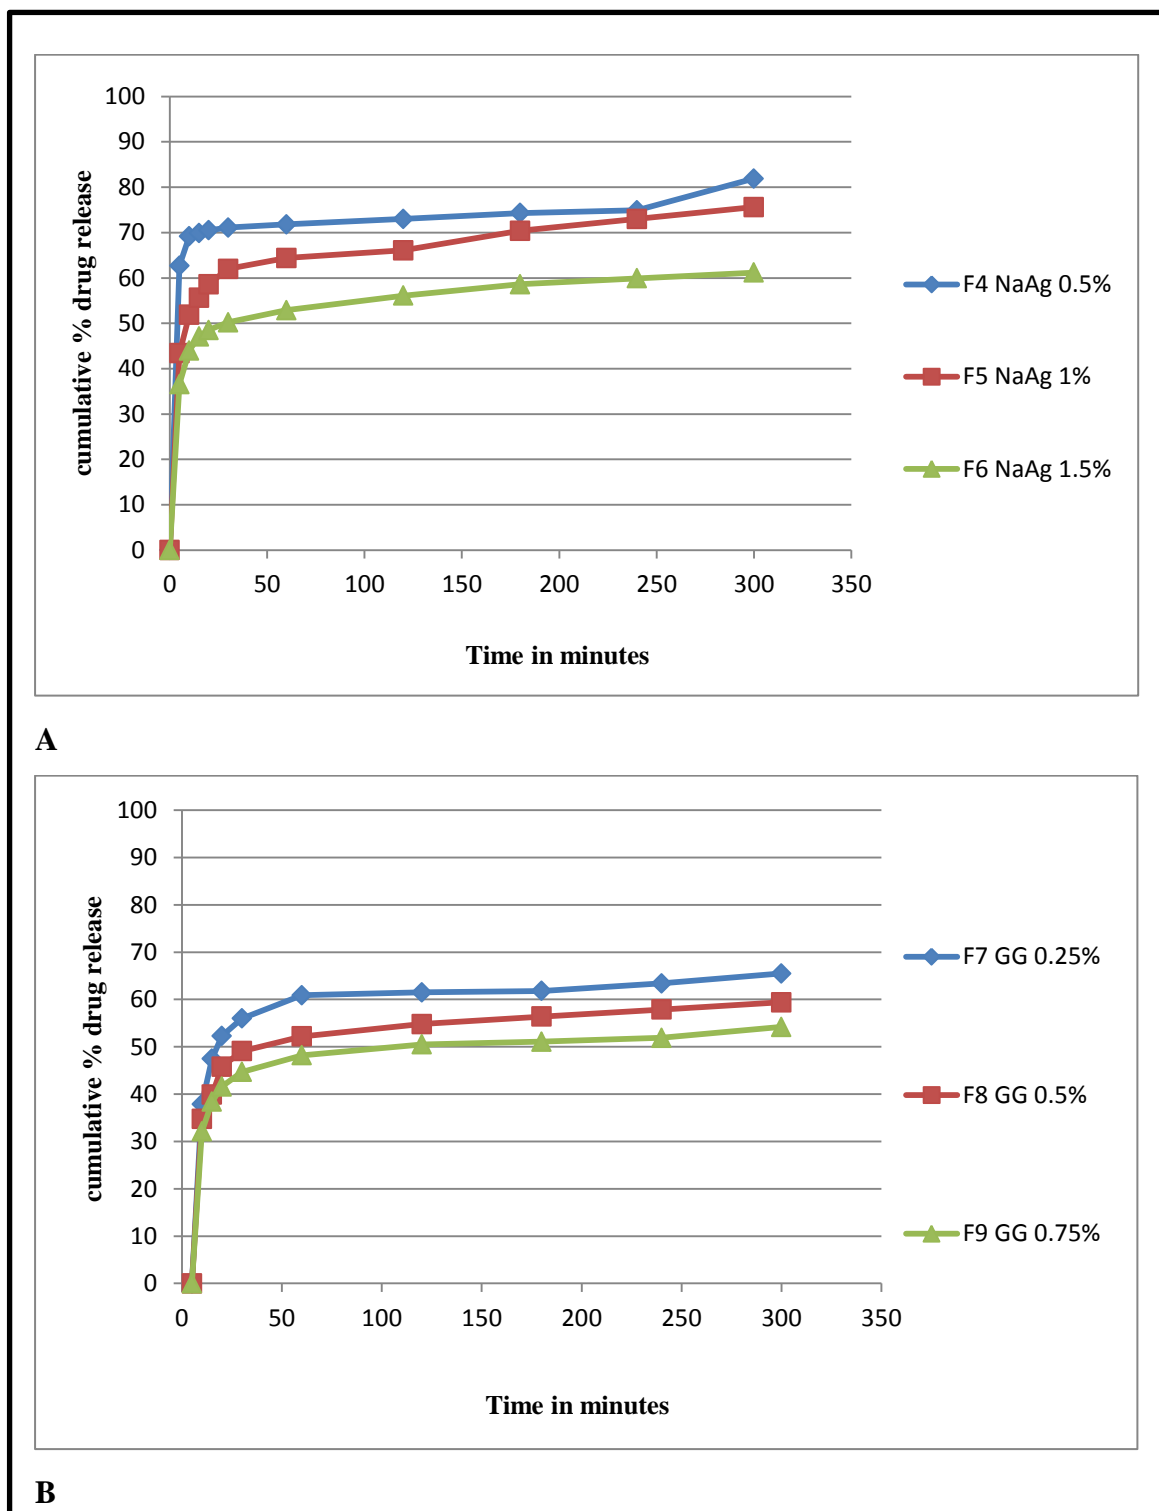 100
90
80
70
60
50
40
30
20
10
0
cumulative % drug release
0 50 100 150 200 250 300 350
Time in minutes
F4 NaAg 0.5%
F5 NaAg 1%
F6 NaAg 1.5%
A
100
90
80
70
60
50
40
30
20
10
0
cumulative % drug release
0 50 100 150 200 250 300 350
Time in minutes
F7 GG 0.25%
F8 GG 0.5%
F9 GG 0.75%
B